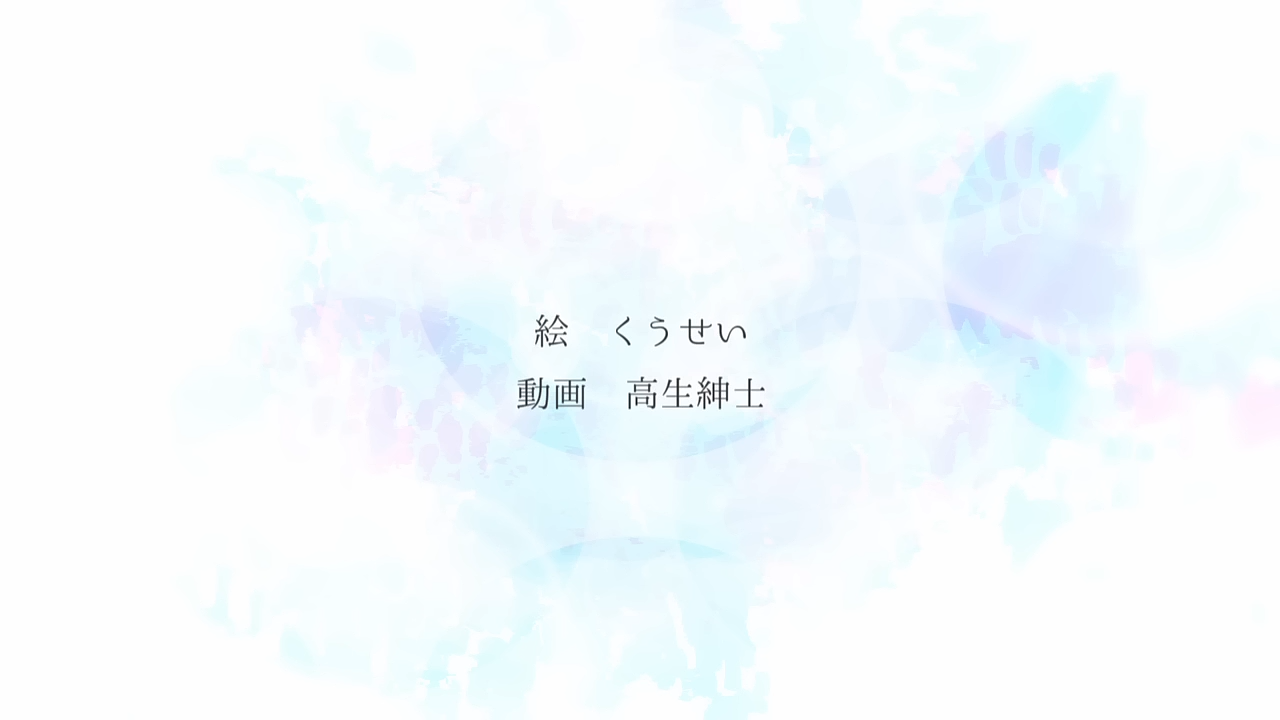 絵　くうせい
動画　高生紳士